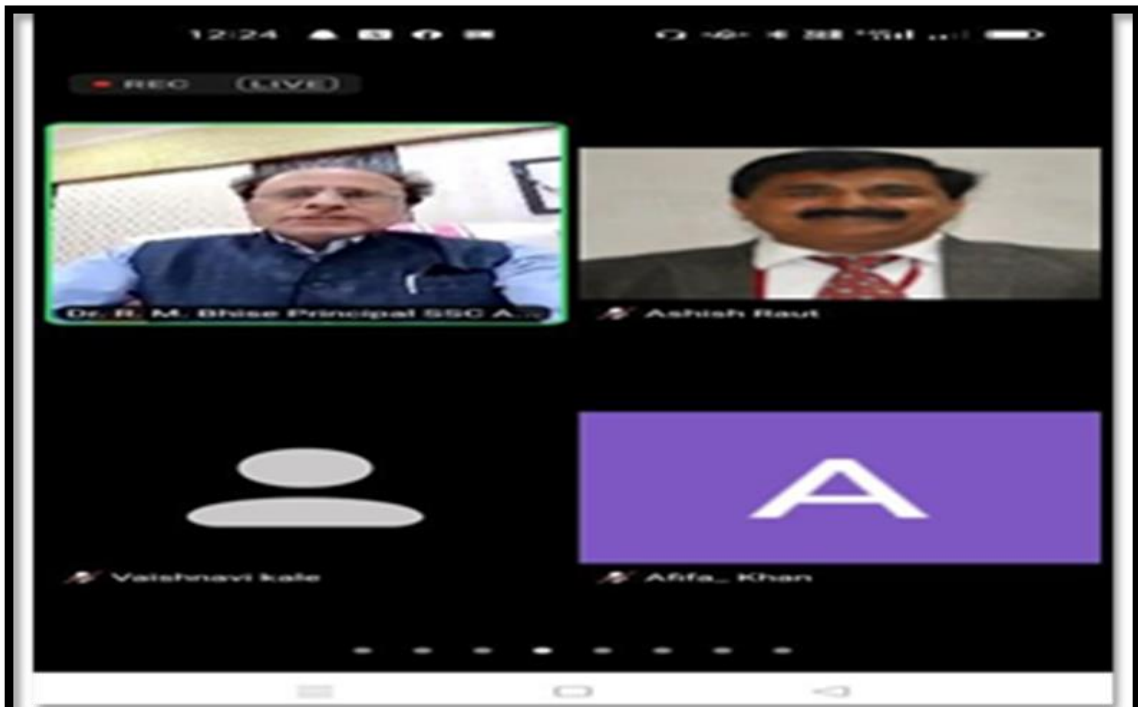 12:24
REC LIVE
Dr. R. M. Bhise Principal SSC A...
Ashish Raut
Vaishnavi kale
A
Afifa_ Khan